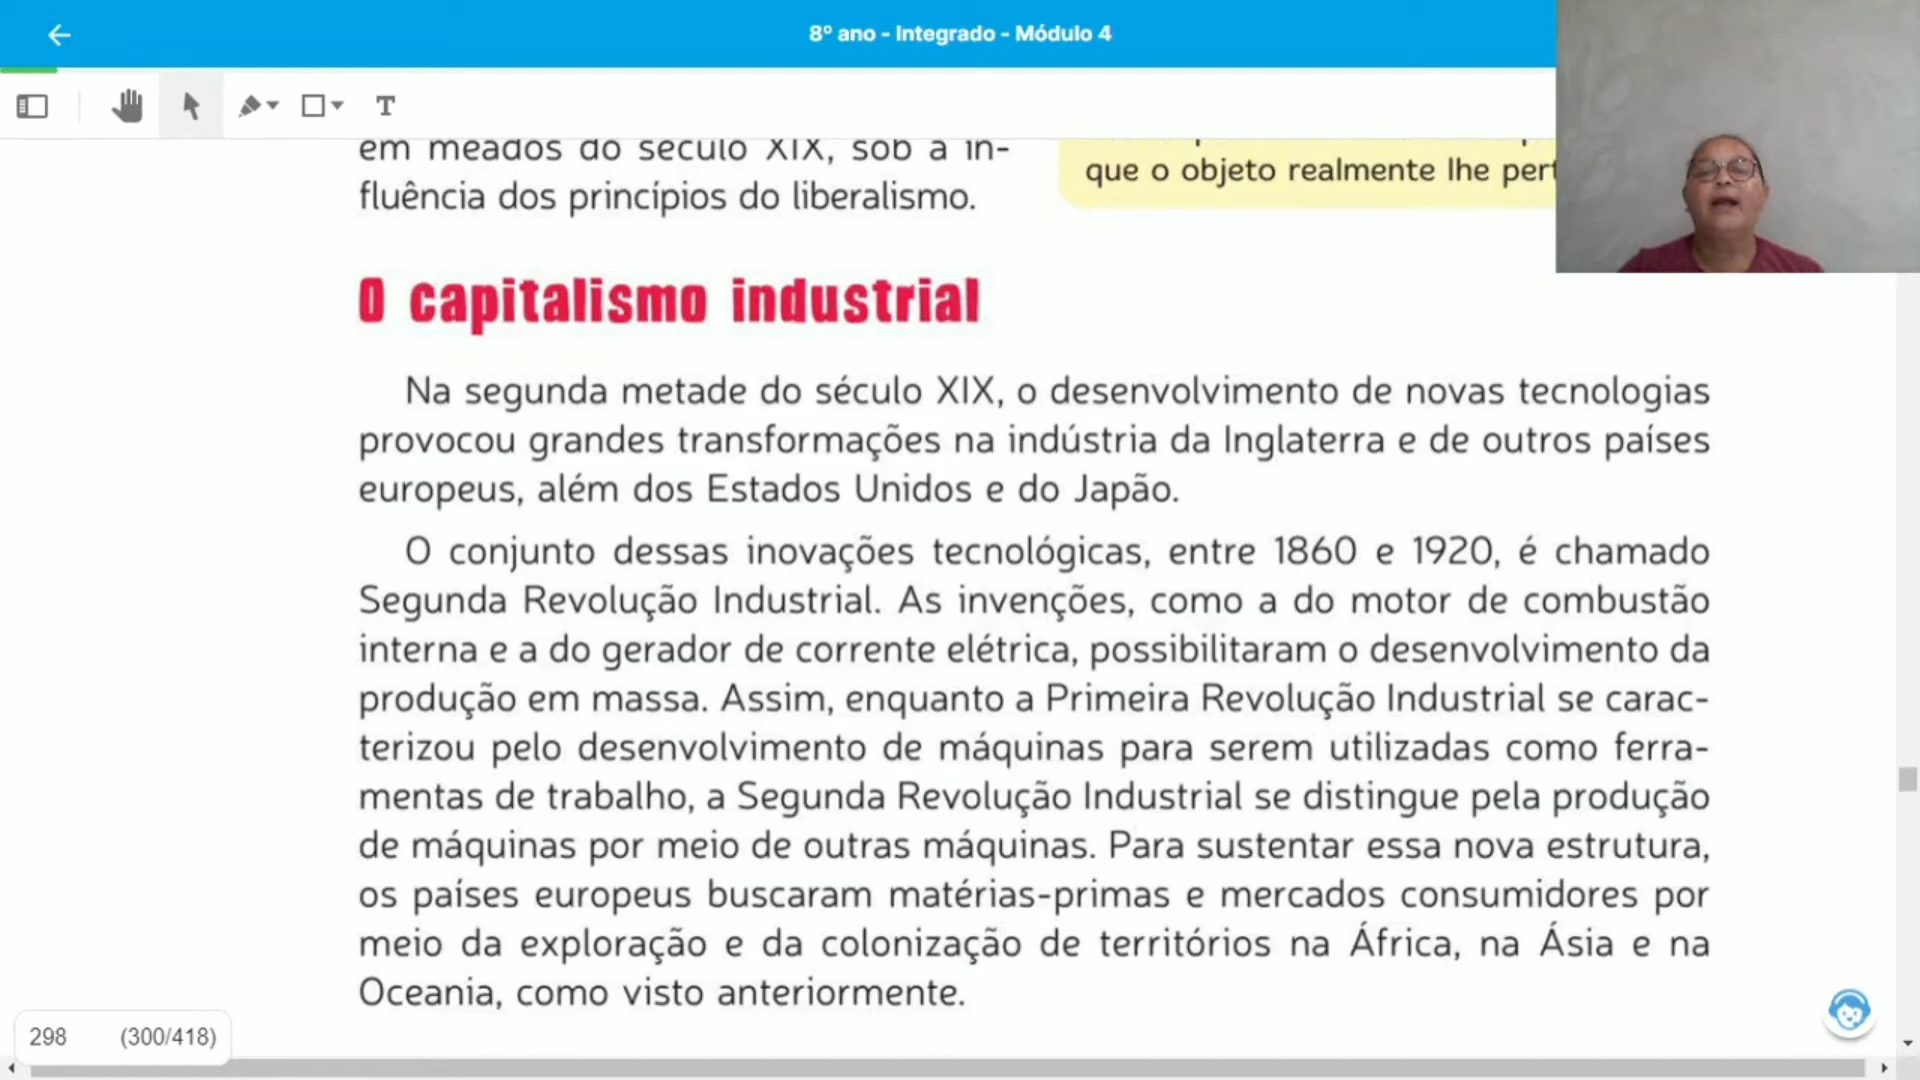 8º ano - Integrado - Módulo 4
T
em meados do século XIX, sob a in-
fluência dos princípios do liberalismo.
que o objeto realmente lhe
O capitalismo industrial
Na segunda metade do século XIX, o desenvolvimento de novas tecnologias
provocou grandes transformações na indústria da Inglaterra e de outros países
europeus, além dos Estados Unidos e do Japão.
O conjunto dessas inovações tecnológicas, entre 1860 e 1920, é chamado
Segunda Revolução Industrial. As invenções, como a do motor de combustão
interna e a do gerador de corrente elétrica, possibilitaram o desenvolvimento da
produção em massa. Assim, enquanto a Primeira Revolução Industrial se carac-
terizou pelo desenvolvimento de máquinas para serem utilizadas como ferra-
mentas de trabalho, a Segunda Revolução Industrial se distingue pela produção
de máquinas por meio de outras máquinas. Para sustentar essa nova estrutura,
os países europeus buscaram matérias-primas e mercados consumidores por
meio da exploração e da colonização de territórios na África, na Ásia e na
Oceania, como visto anteriormente.
298 (300/418)